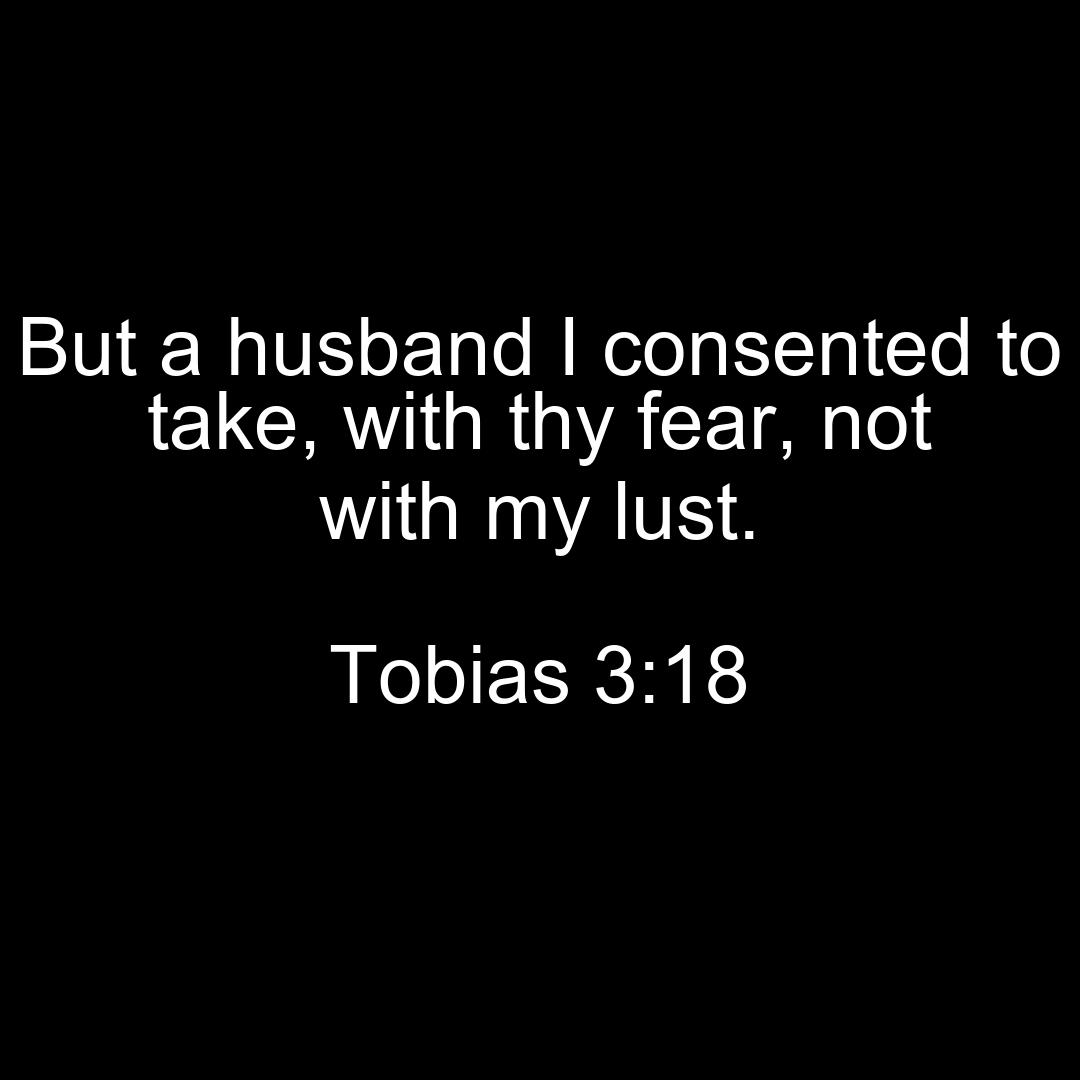 But a husband I consented to
take, with thy fear, not
with my lust.
Tobias 3:18